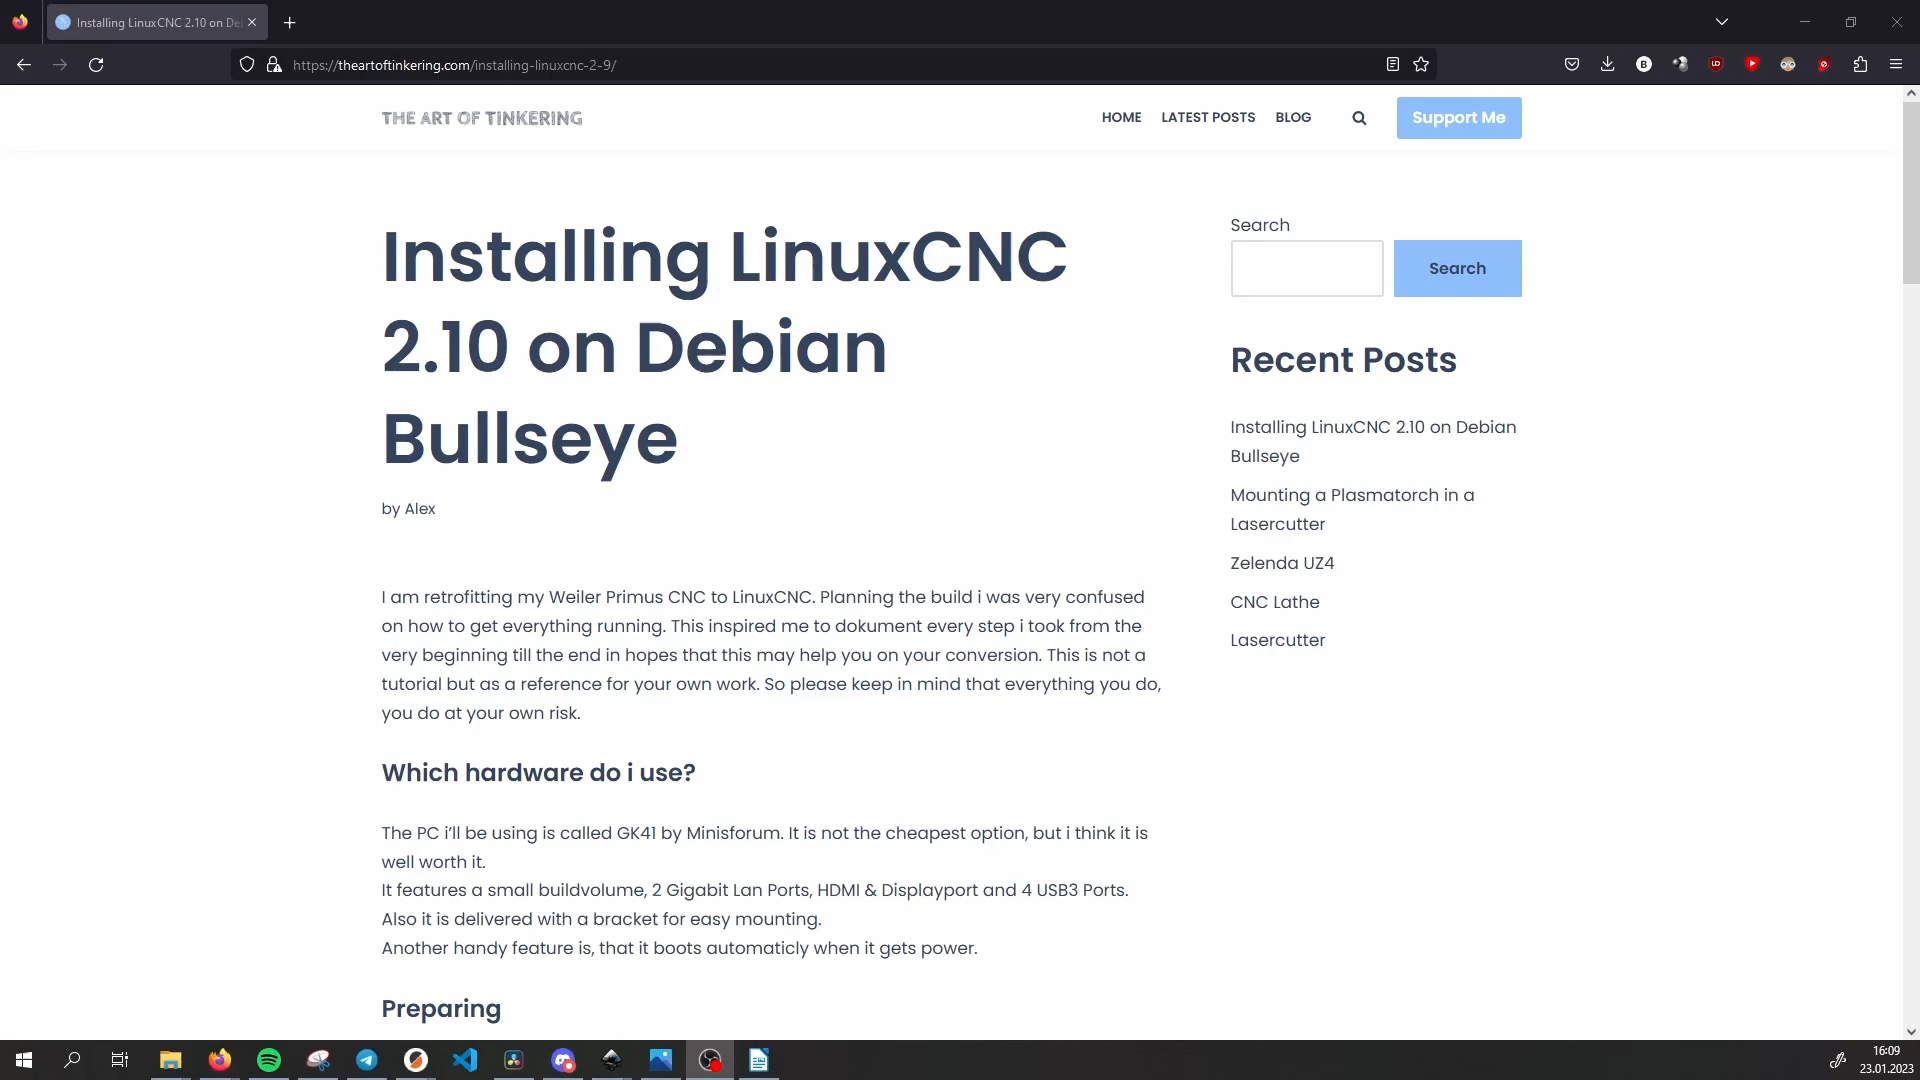 Installing LinuxCNC 2.10 on De
https://theartoftinkering.com/installing-linuxcnc-2-9/
THE ART OF TINKERING
HOME
LATEST POSTS
BLOG
Support Me
Installing LinuxCNC
2.10 on Debian
Bullseye
by Alex
I am retrofitting my Weiler Primus CNC to LinuxCNC. Planning the build i was very confused
on how to get everything running. This inspired me to dokument every step i took from the
very beginning till the end in hopes that this may help you on your conversion. This is not a
tutorial but as a reference for your own work. So please keep in mind that everything you do,
you do at your own risk.
Which hardware do i use?
The PC i’ll be using is called GK41 by Minisforum. It is not the cheapest option, but i think it is
well worth it.
It features a small buildvolume, 2 Gigabit Lan Ports, HDMI & Displayport and 4 USB3 Ports.
Also it is delivered with a bracket for easy mounting.
Another handy feature is, that it boots automaticly when it gets power.
Preparing
Search
Search
Recent Posts
Installing LinuxCNC 2.10 on Debian
Bullseye
Mounting a Plasmatorch in a
Lasercutter
Zelenda UZ4
CNC Lathe
Lasercutter
16:09
23.01.2023